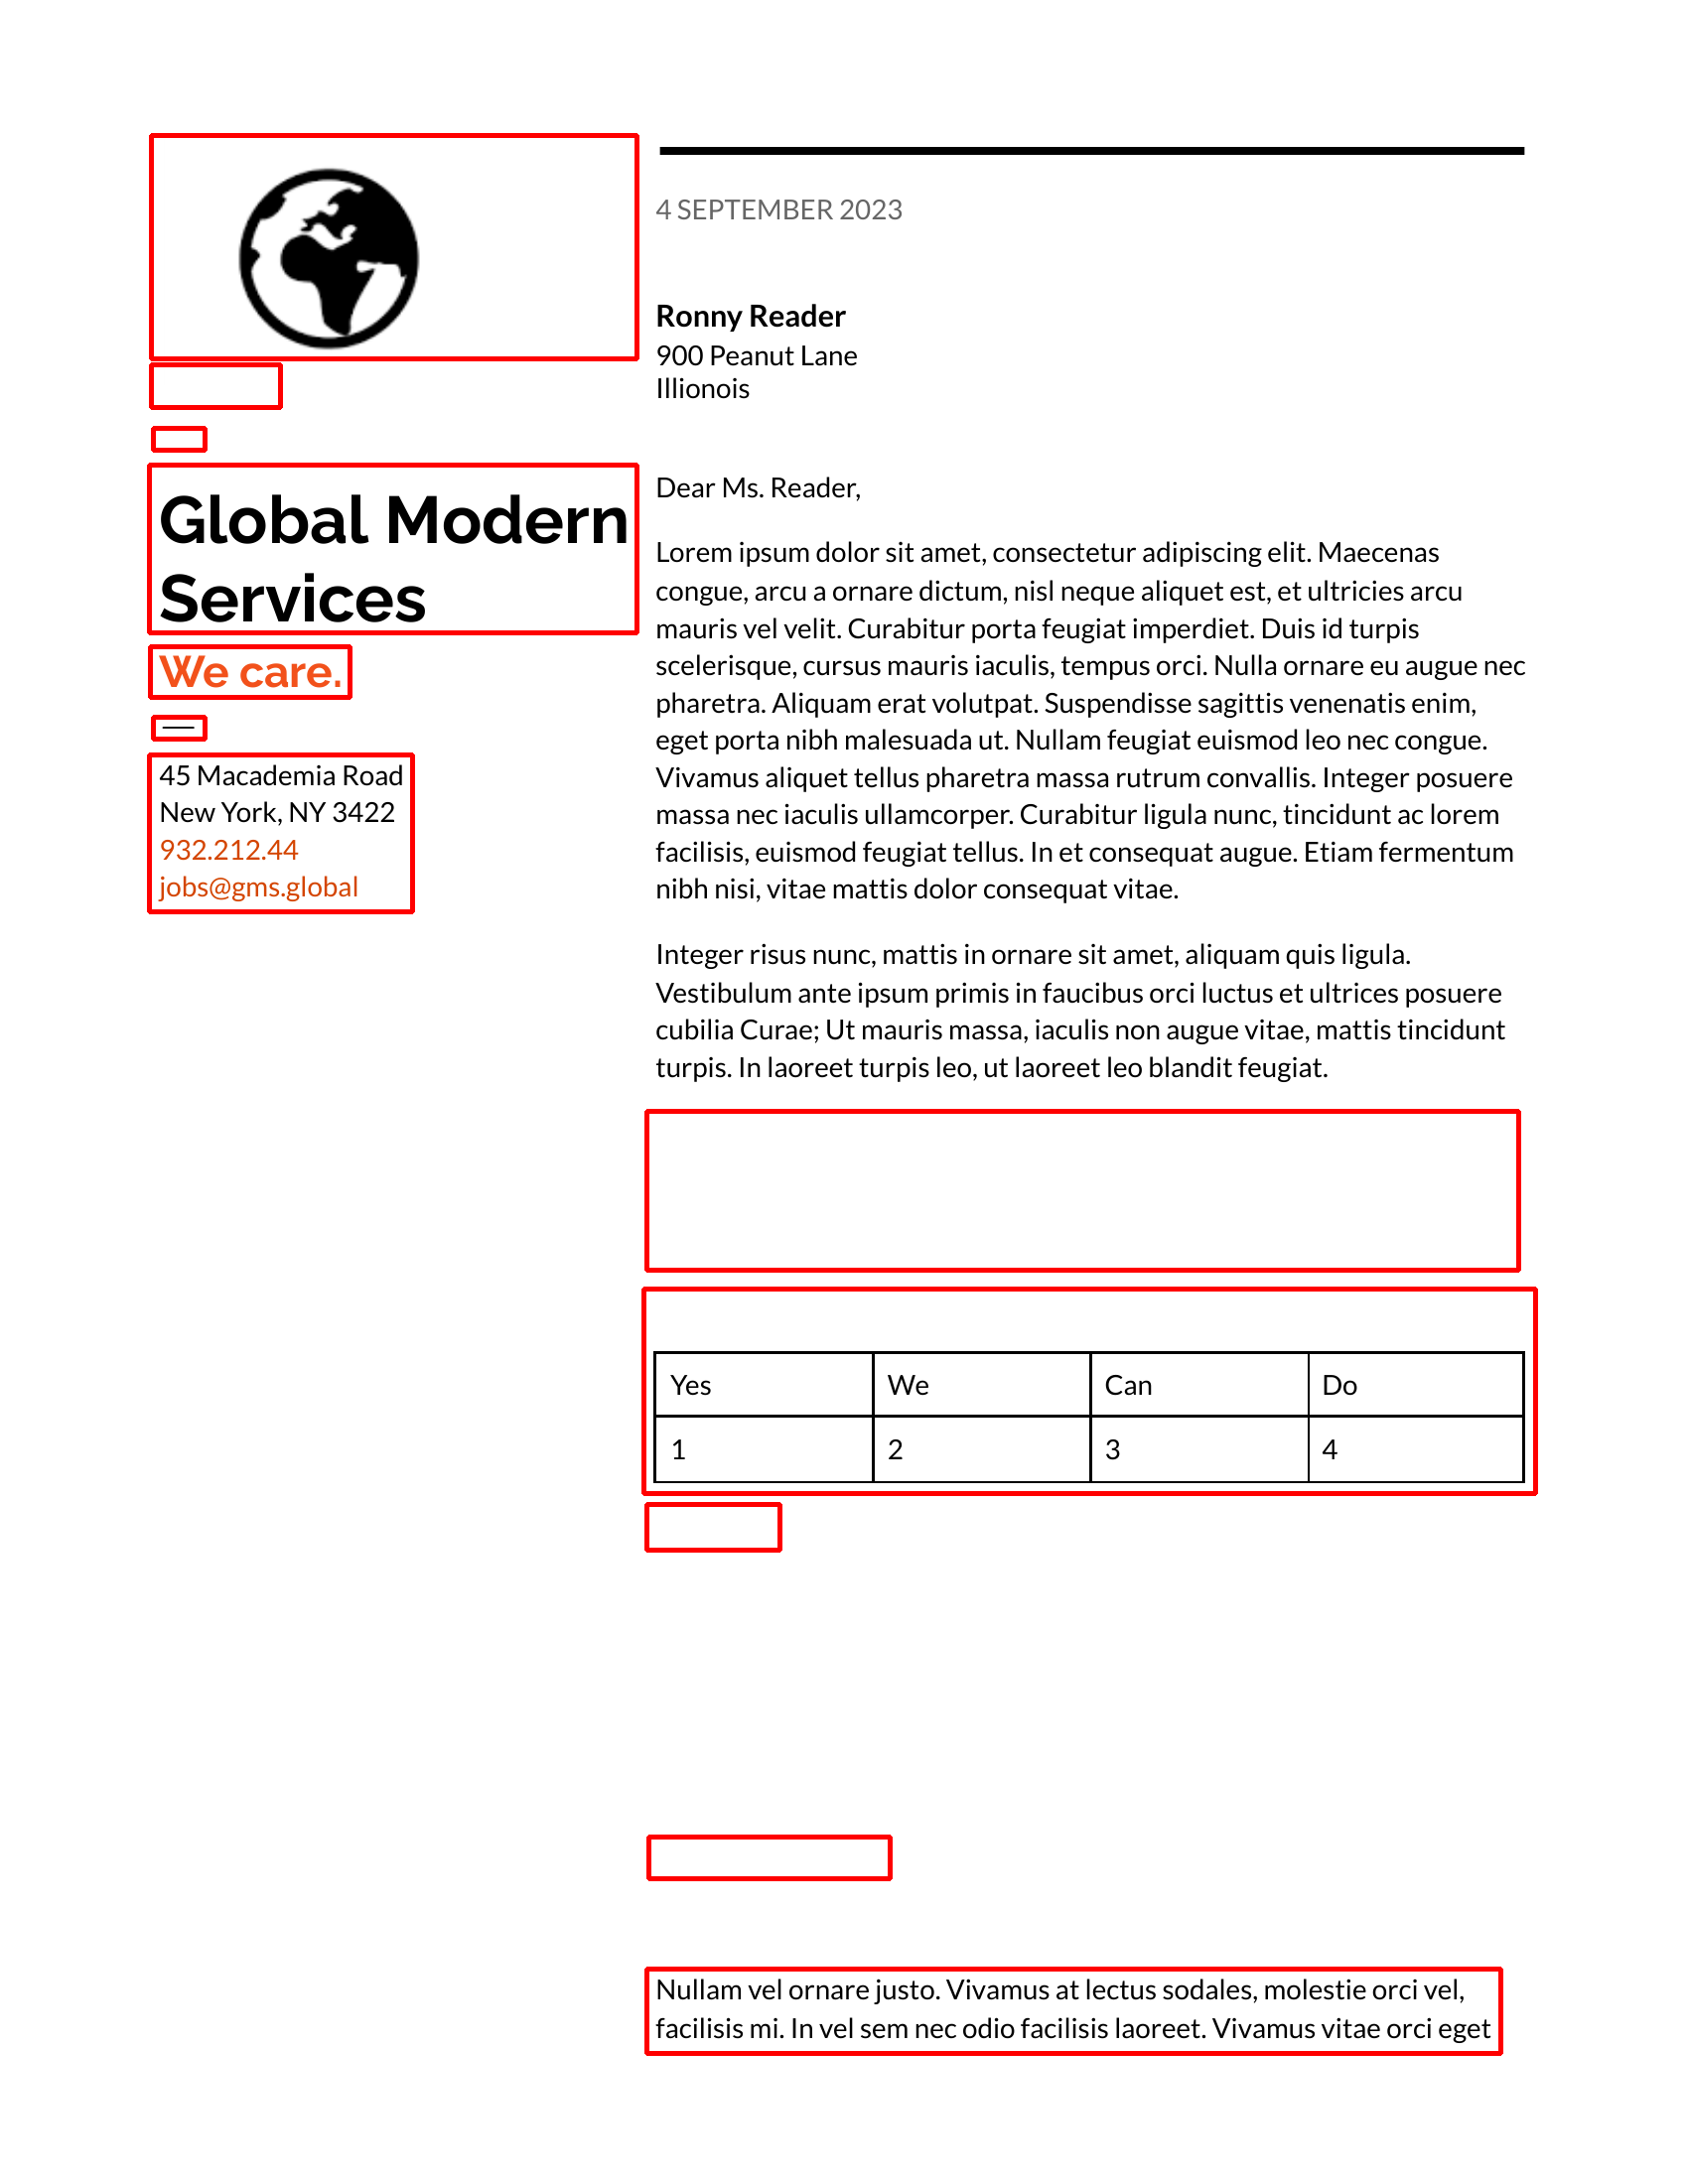 Global Modern
Services
We care.
—
45 Macademia Road
New York, NY 3422
932.212.44
jobs@gms.global
4 SEPTEMBER 2023
Ronny Reader
900 Peanut Lane
Illionois
Dear Ms. Reader,
Lorem ipsum dolor sit amet, consectetur adipiscing elit. Maecenas
congue, arcu a ornare dictum, nisl neque aliquet est, et ultricies arcu
mauris vel velit. Curabitur porta feugiat imperdiet. Duis id turpis
scelerisque, cursus mauris iaculis, tempus orci. Nulla ornare eu augue nec
pharetra. Aliquam erat volutpat. Suspendisse sagittis venenatis enim,
eget porta nibh malesuada ut. Nullam feugiat euismod leo nec congue.
Vivamus aliquet tellus pharetra massa rutrum convallis. Integer posuere
massa nec iaculis ullamcorper. Curabitur ligula nunc, tincidunt ac lorem
facilisis, euismod feugiat tellus. In et consequat augue. Etiam fermentum
nibh nisi, vitae mattis dolor consequat vitae.
Integer risus nunc, mattis in ornare sit amet, aliquam quis ligula.
Vestibulum ante ipsum primis in faucibus orci luctus et ultrices posuere
cubilia Curae; Ut mauris massa, iaculis non augue vitae, mattis tincidunt
turpis. In laoreet turpis leo, ut laoreet leo blandit feugiat.
Yes We Can Do
1 2 3 4
Nullam vel ornare justo. Vivamus at lectus sodales, molestie orci vel,
facilisis mi. In vel sem nec odio facilisis laoreet. Vivamus vitae orci eget